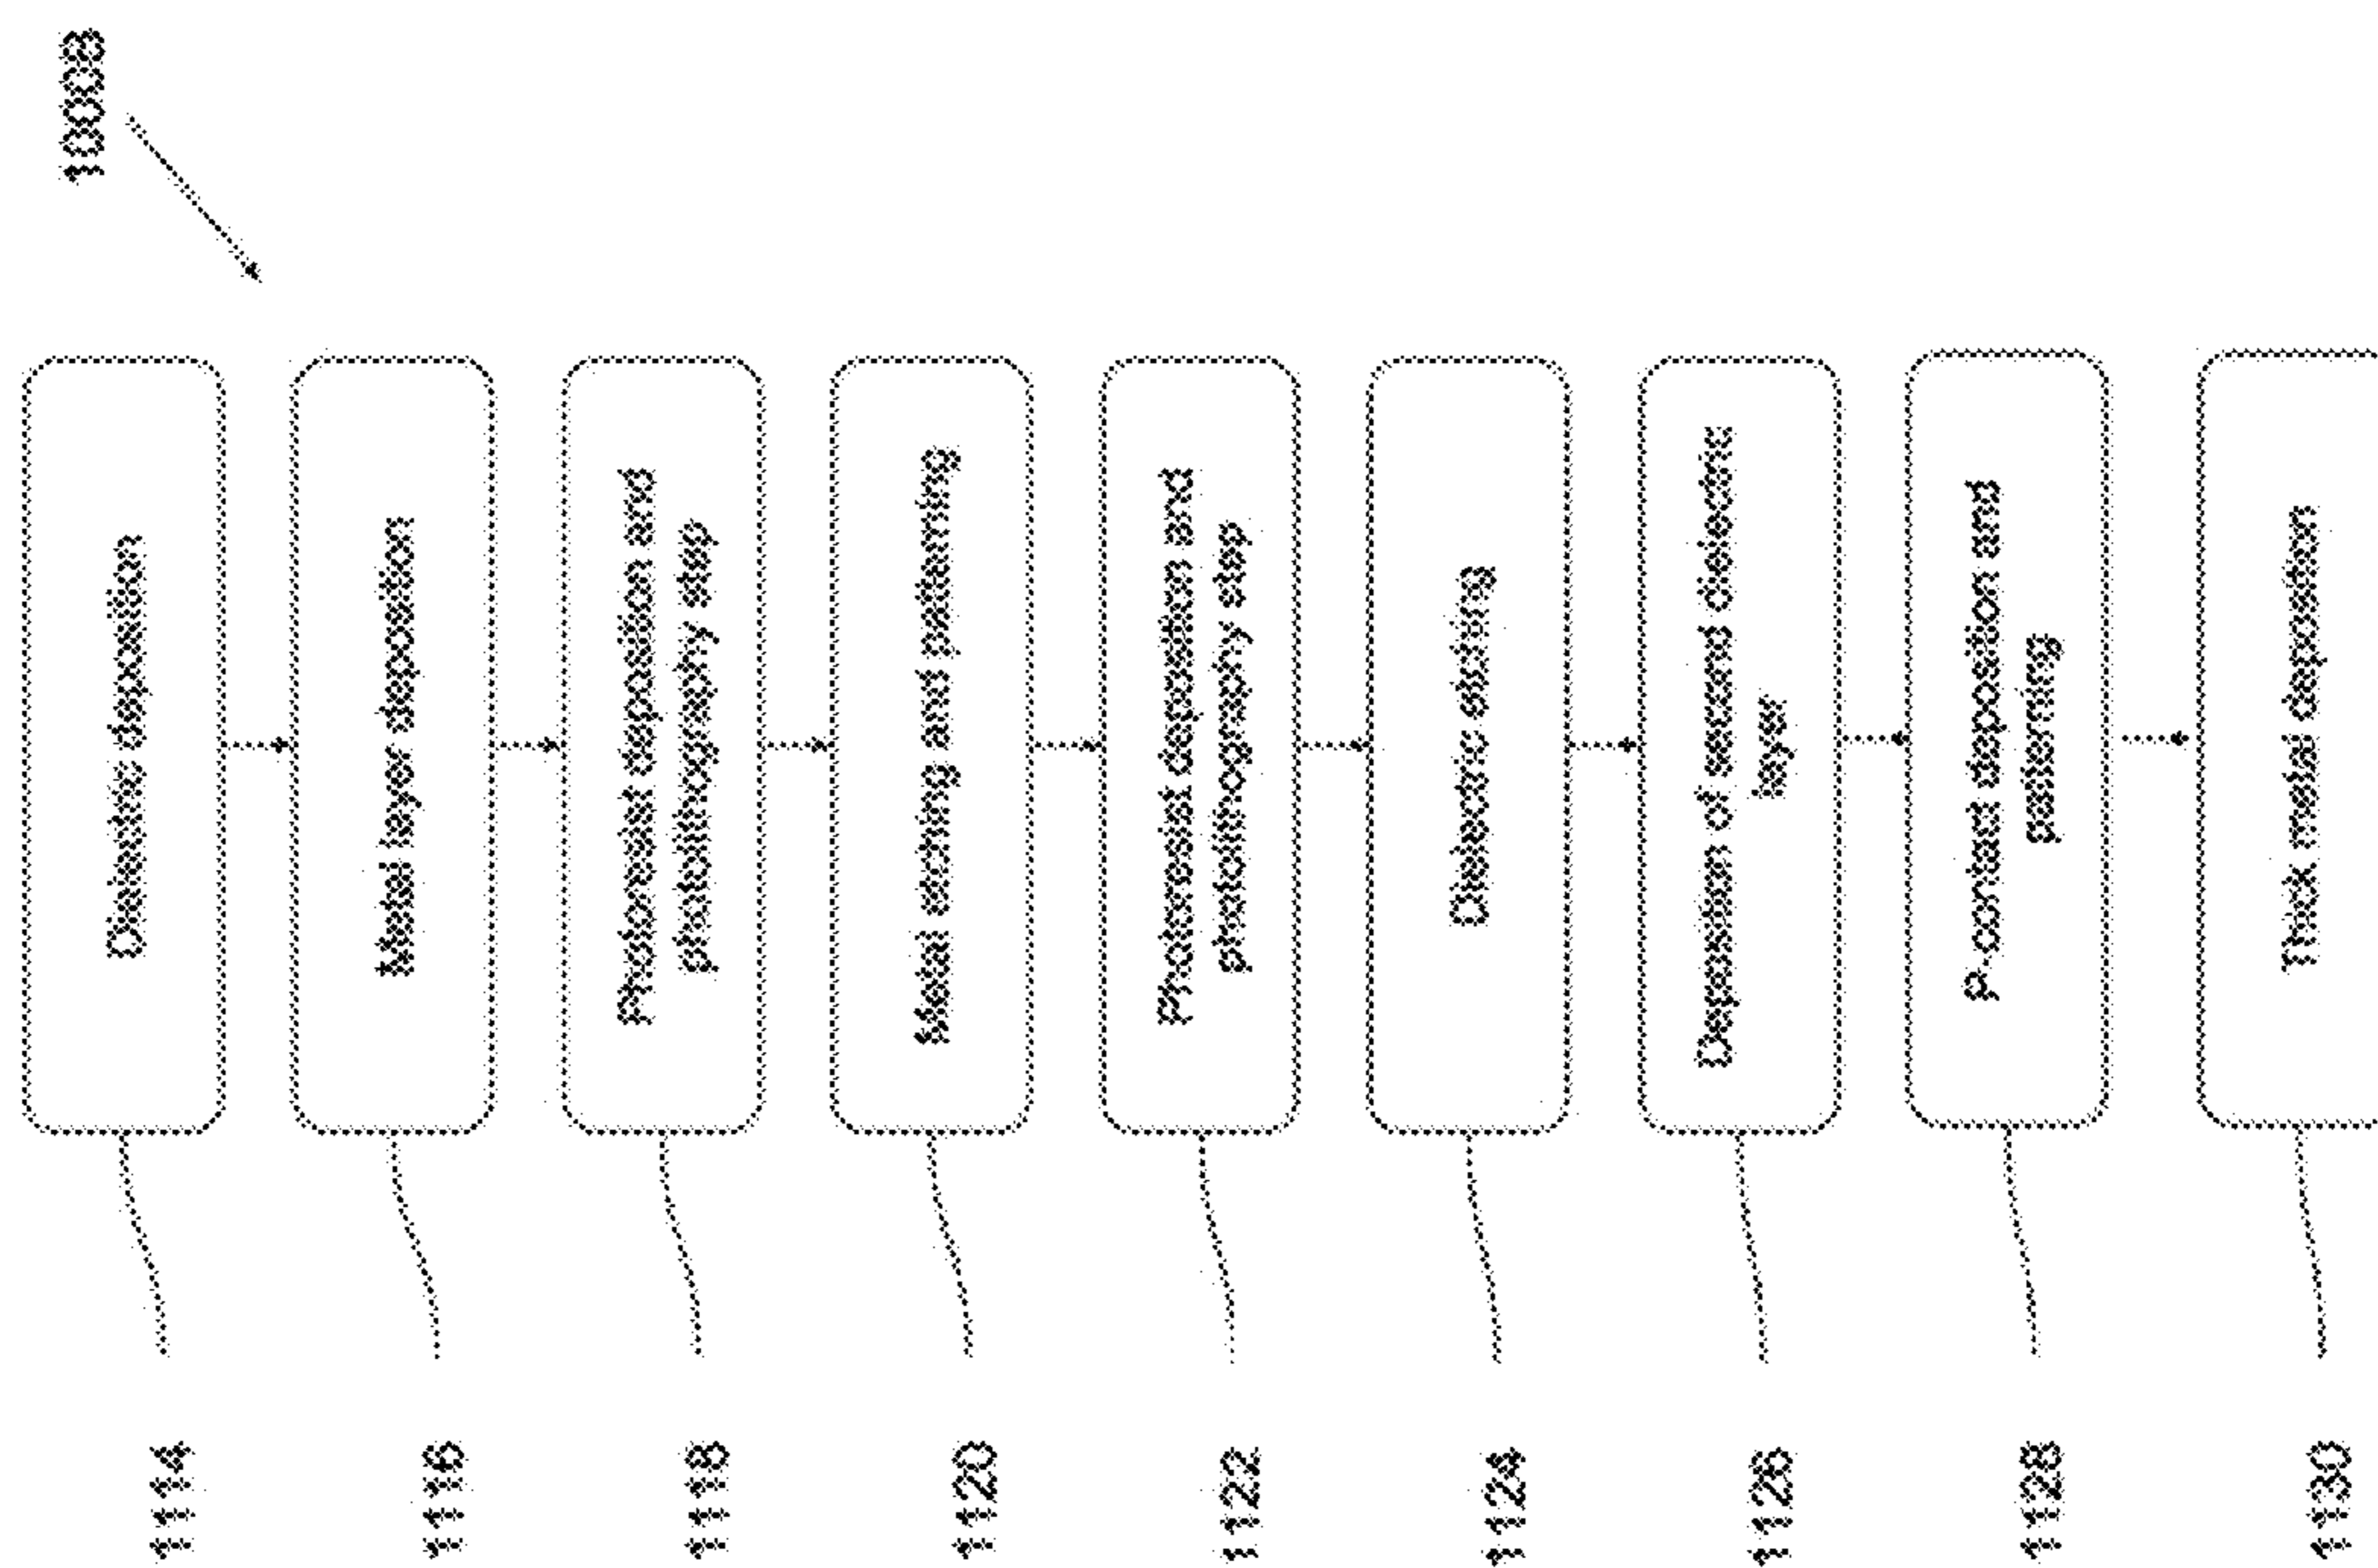 1000B
1114
Dielectric deposition
1116
Metal layer deposition
1118
Photoresist deposition and
photolithography step
1120
Metal etching and patterning
1122
Photoresist deposition and
photolithography step
1124
Dielectric etching
1126
Deposition of second dielectric
layer
1128
P-contact deposition and
patterning
1130
Thick metal deposition